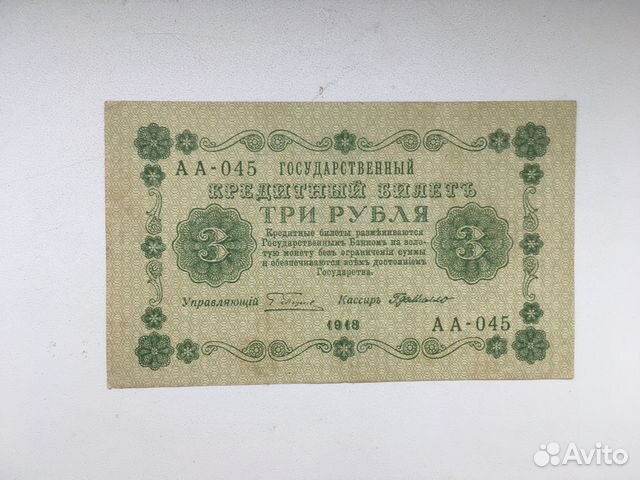 АА-045 ГОСУДАРСТВЕННЫЙ
КРЕДИТНЫЙ БИЛЕТЪ
ТРИ РУБЛЯ
3 3
Кредитные билеты размѣниваются
Государственнымъ Банкомъ на золо-
тую монету безъ ограниченія суммы
и обезпечиваются всѣмъ достояніемъ
Государства.
Управляющій Кассиръ
1918
АА-045
Avito